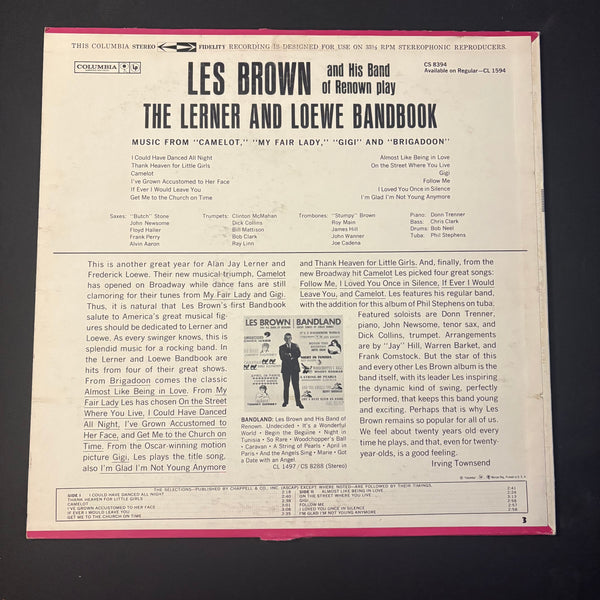 THIS COLUMBIA STEREO FIDELITY RECORDING IS DESIGNED FOR USE ON 33⅓ RPM STEREOPHONIC REPRODUCERS.
COLUMBIA
CS 8394
Available on Regular—CL 1594
LES BROWN and His Band of Renown play
THE LERNER AND LOEWE BANDBOOK
MUSIC FROM "CAMELOT," "MY FAIR LADY," "GIGI" AND "BRIGADOON"
I Could Have Danced All Night
Thank Heaven for Little Girls
Camelot
I've Grown Accustomed to Her Face
If Ever I Would Leave You
Get Me to the Church on Time
Almost Like Being in Love
On the Street Where You Live
Gigi
Follow Me
I Loved You Once in Silence
I'm Glad I'm Not Young Anymore
Saxes: "Butch" Stone
John Newsome
Floyd Haller
Frank Perry
Alvin Aaron
Trumpets: Clinton McMahan
Dick Collins
Bill Mattison
Bob Clark
Ray Linn
Trombones: "Stumpy" Brown
Roy Main
James Hill
John Wanner
Joe Cadena
Piano: Donn Trenner
Bass: Chris Clark
Drums: Bob Neel
Tuba: Phil Stephens
This is another great year for Alan Jay Lerner and
Frederick Loewe. Their new musical triumph, Camelot
has opened on Broadway while dance fans are still
clamoring for their tunes from My Fair Lady and Gigi.
Thus, it is natural that Les Brown's first Bandbook
salute to America's great musical figures
should be dedicated to Lerner and
Loewe. As every swinger knows, this is
splendid music for a rocking band. In
the Lerner and Loewe Bandbook are
hits from four of their great shows.
From Brigadoon comes the classic
Almost Like Being in Love. From My
Fair Lady Les has chosen On the Street
Where You Live, I Could Have Danced
All Night, I've Grown Accustomed to
Her Face, and Get Me to the Church on
Time. From the Oscar-winning motion
picture Gigi, Les plays the title song,
also I'm Glad I'm Not Young Anymore
and Thank Heaven for Little Girls. And, finally, from the
new Broadway hit Camelot Les picked four great songs:
Follow Me, I Loved You Once in Silence, If Ever I Would
Leave You, and Camelot. Les features his regular band,
with the addition for this album of Phil Stephens on tuba.
Featured soloists are Donn Trenner,
piano, John Newsome, tenor sax, and
Dick Collins, trumpet. Arrangements
are by "Jay" Hill, Warren Barket, and
Frank Comstock. But the star of this
and every other Les Brown album is the
band itself, with its leader Les inspiring
the dynamic kind of swing, perfectly
performed, that keeps this band young
and exciting. Perhaps that is why Les
Brown remains so popular for all of us.
We feel about twenty years old every
time he plays, and that, even for twenty-
year-olds, is a good feeling.
Irving Townsend
LES BROWN BANDLAND
BANDLAND: Les Brown and His Band of
Renown. Undecided • It's a Wonderful
World • Begin the Beguine • Night in
Tunisia • So Rare • Woodchopper's Ball
• Caravan • A String of Pearls • April in
Paris • And the Angels Sing • Marie • Got
a Date with an Angel.
CL 1497/CS 8288 (Stereo)
THE SELECTIONS—PUBLISHED BY CHAPPELL & CO., INC. (ASCAP) EXCEPT WHERE NOTED—ARE FOLLOWED BY THEIR TIMINGS.
SIDE I I COULD HAVE DANCED ALL NIGHT 2:19
THANK HEAVEN FOR LITTLE GIRLS 2:40
CAMELOT 2:58
I'VE GROWN ACCUSTOMED TO HER FACE 3:08
IF EVER I WOULD LEAVE YOU
GET ME TO THE CHURCH ON TIME 2:35
SIDE II ALMOST LIKE BEING IN LOVE 2:41
ON THE STREET WHERE YOU LIVE 2:24
GIGI
FOLLOW ME
I LOVED YOU ONCE IN SILENCE
I'M GLAD I'M NOT YOUNG ANYMORE 2:58
3